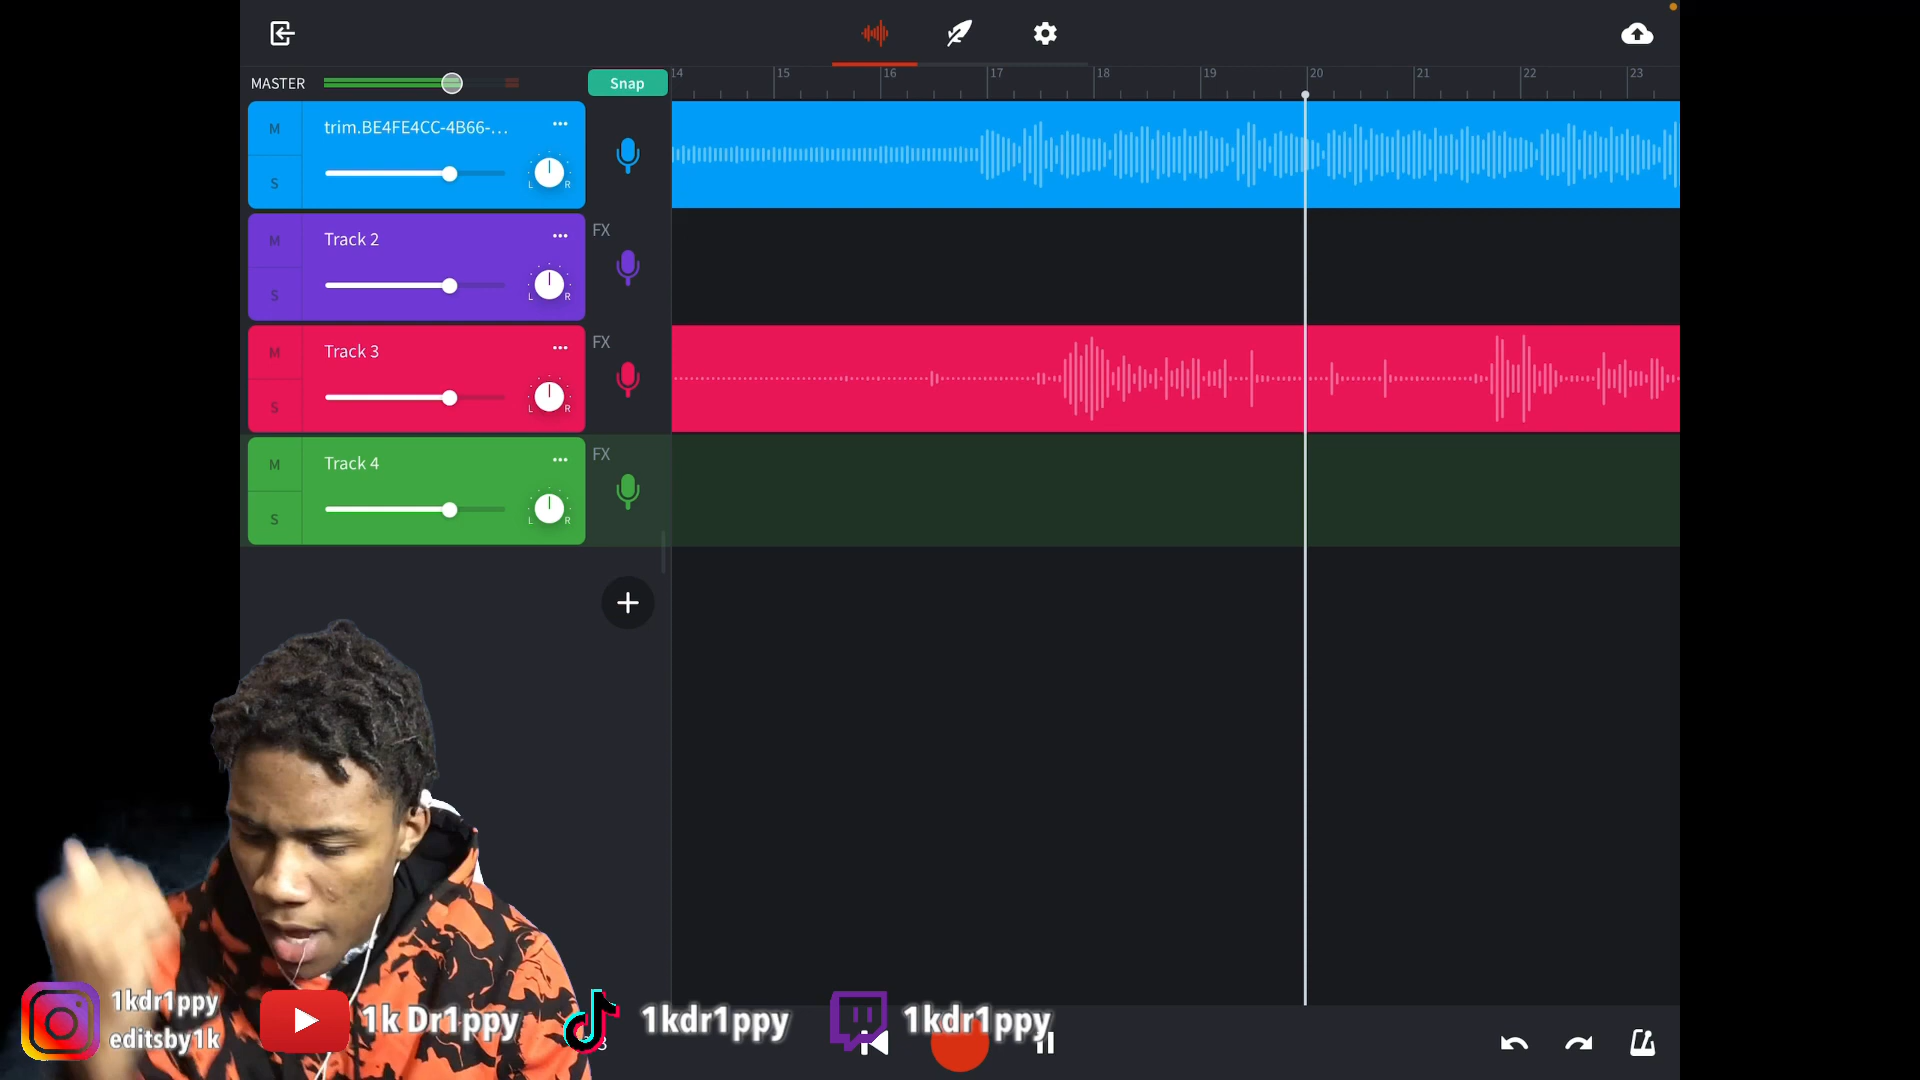 MASTER
Snap
14 15 16 17 18 19 20 21 22 23
M
trim.BE4FE4CC-4B66-...
S
L R
M
Track 2
FX
S
L R
M
Track 3
FX
S
L R
M
Track 4
FX
S
L R
1kdr1ppy
editsby1k
1k Dr1ppy
1kdr1ppy
1kdr1ppy